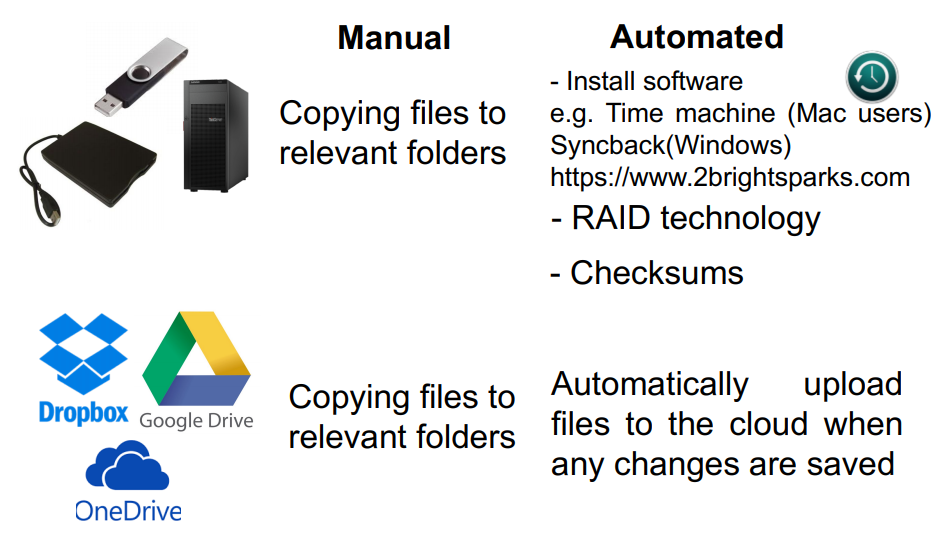 Manual
Automated
Copying files to
relevant folders
- Install software
e.g. Time machine (Mac users)
Syncback(Windows)
https://www.2brightsparks.com
- RAID technology
- Checksums
Dropbox
Google Drive
OneDrive
Copying files to
relevant folders
Automatically upload
files to the cloud when
any changes are saved